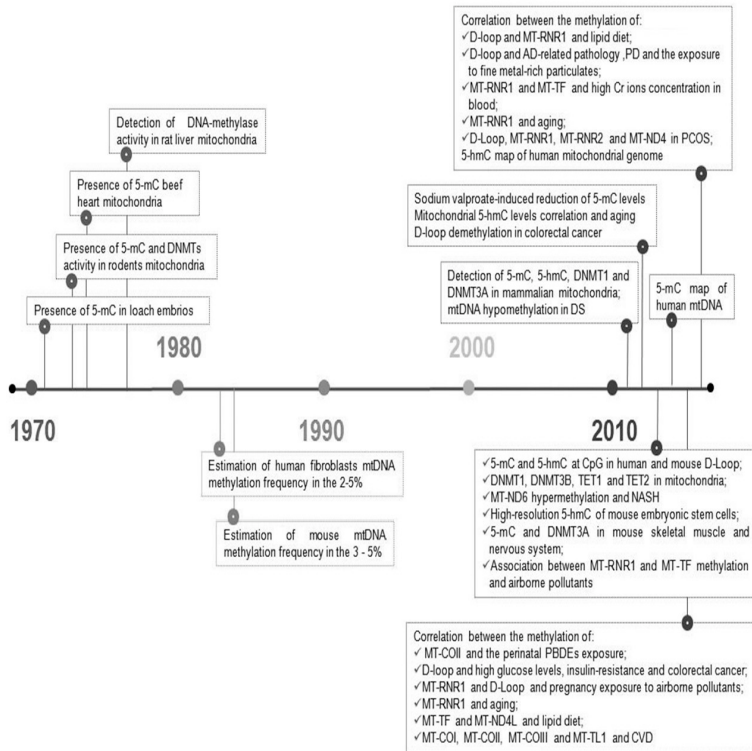 Correlation between the methylation of:
✓D-loop and MT-RNR1 and lipid diet;
✓D-loop and AD-related pathology ,PD and the exposure
to fine metal-rich particulates;
✓MT-RNR1 and MT-TF and high Cr ions concentration in
blood;
✓MT-RNR1 and aging;
✓D-Loop, MT-RNR1, MT-RNR2 and MT-ND4 in PCOS;
5-hmC map of human mitochondrial genome
Detection of DNA-methylase
activity in rat liver mitochondria
Presence of 5-mC beef
heart mitochondria
Presence of 5-mC and DNMTs
activity in rodents mitochondria
Presence of 5-mC in loach embrios
Sodium valproate-induced reduction of 5-mC levels
Mitochondrial 5-hmC levels correlation and aging
D-loop demethylation in colorectal cancer
Detection of 5-mC, 5-hmC, DNMT1 and
DNMT3A in mammalian mitochondria;
mtDNA hypomethylation in DS
5-mC map of
human mtDNA
1980
2000
1970
1990
2010
Estimation of human fibroblasts mtDNA
methylation frequency in the 2-5%
Estimation of mouse mtDNA
methylation frequency in the 3 - 5%
✓5-mC and 5-hmC at CpG in human and mouse D-Loop;
✓DNMT1, DNMT3B, TET1 and TET2 in mitochondria;
✓MT-ND6 hypermethylation and NASH
✓High-resolution 5-hmC of mouse embryonic stem cells;
✓5-mC and DNMT3A in mouse skeletal muscle and
nervous system;
✓Association between MT-RNR1 and MT-TF methylation
and airborne pollutants
Correlation between the methylation of:
✓ MT-COII and the perinatal PBDEs exposure;
✓D-loop and high glucose levels, insulin-resistance and colorectal cancer;
✓MT-RNR1 and D-Loop and pregnancy exposure to airborne pollutants;
✓MT-RNR1 and aging;
✓MT-TF and MT-ND4L and lipid diet;
✓MT-COI, MT-COII, MT-COIII and MT-TL1 and CVD